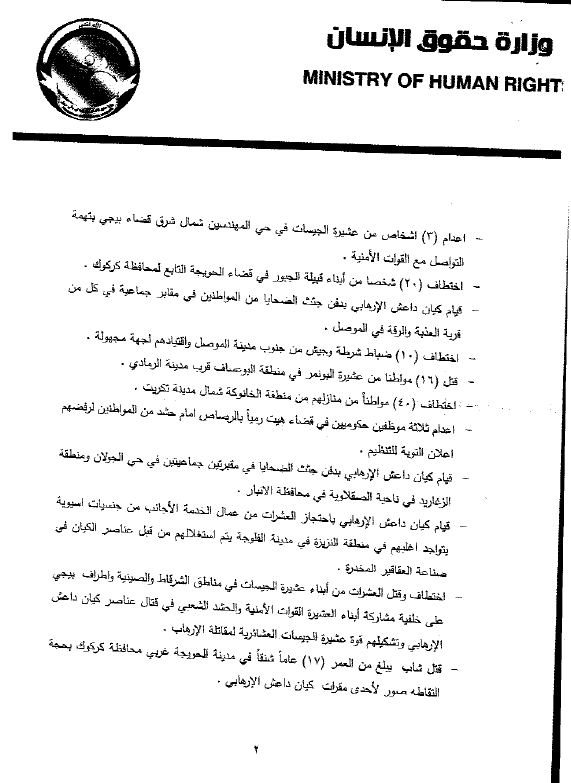 الله أكبر
وزارة حقوق الإنسان
MINISTRY OF HUMAN RIGHT
- اعدام (٣) اشخاص من عشيرة الجيسات في حي المهندسين شمال شرق قضاء بيجي بتهمة
التواصل مع القوات الأمنية .
- اختطاف (٢٠) شخصا من أبناء قبيلة الجبور في قضاء الحويجة التابع لمحافظة كركوك .
- قيام كيان داعش الإرهابي بدفن جثث الضحايا من المواطنين في مقابر جماعية في كل من
قرية العذبة والرقة في الموصل .
- اختطاف (١٠) ضباط شرطة وجيش من جنوب مدينة الموصل واقتيادهم لجهة مجهولة .
- قتل (١٦) مواطنا من عشيرة البونمر في منطقة البوعساف قرب مدينة الرمادي .
- اختطاف (٤٠) مواطناً من منازلهم من منطقة الخانوكة شمال مدينة تكريت .
- اعدام ثلاثة موظفين حكوميين في قضاء هيت رمياً بالرصاص امام حشد من المواطنين لرفضهم
اعلان التوبة للتنظيم .
- قيام كيان داعش الإرهابي بدفن جثث الضحايا في مقبرتين جماعيتين في حي الجولان ومنطقة
الزغاريد في ناحية الصقلاوية في محافظة الانبار .
- قيام كيان داعش الإرهابي باحتجاز العشرات من عمال الخدمة الأجانب من جنسيات اسيوية
يتواجد اغلبهم في منطقة النزيزة في مدينة الفلوجة يتم استغلالهم من قبل عناصر الكيان في
صناعة العقاقير المخدرة .
- اختطاف وقتل العشرات من أبناء عشيرة الجيسات في مناطق الشرقاط والصينية واطراف بيجي
على خلفية مشاركة أبناء العشيرة القوات الأمنية والحشد الشعبي في قتال عناصر كيان داعش
الإرهابي وتشكيلهم قوة عشيرة الجيسات العشائرية لمقاتلة الإرهاب .
- قتل شاب يبلغ من العمر (١٧) عاماً شنقاً في مدينة الحويجة غربي محافظة كركوك بحجة
التقاطه صور لأحدى مقرات كيان داعش الإرهابي .
٢